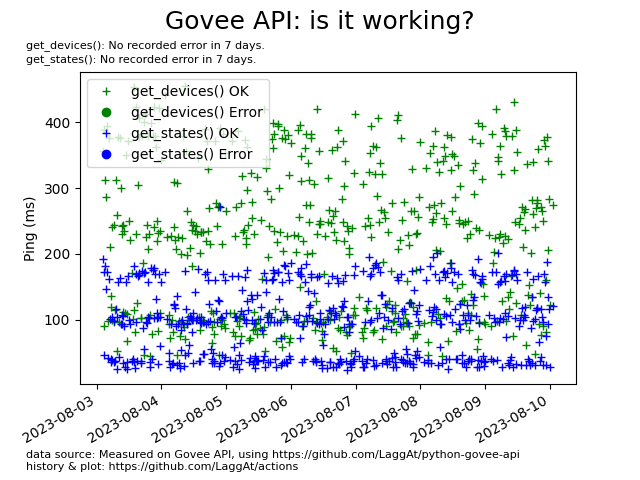 Govee API: is it working?
get_devices(): No recorded error in 7 days.
get_states(): No recorded error in 7 days.
get_devices() OK
get_devices() Error
get_states() OK
get_states() Error
400
300
200
100
Ping (ms)
2023-08-03
2023-08-04
2023-08-05
2023-08-06
2023-08-07
2023-08-08
2023-08-09
2023-08-10
data source: Measured on Govee API, using https://github.com/LaggAt/python-govee-api
history & plot: https://github.com/LaggAt/actions